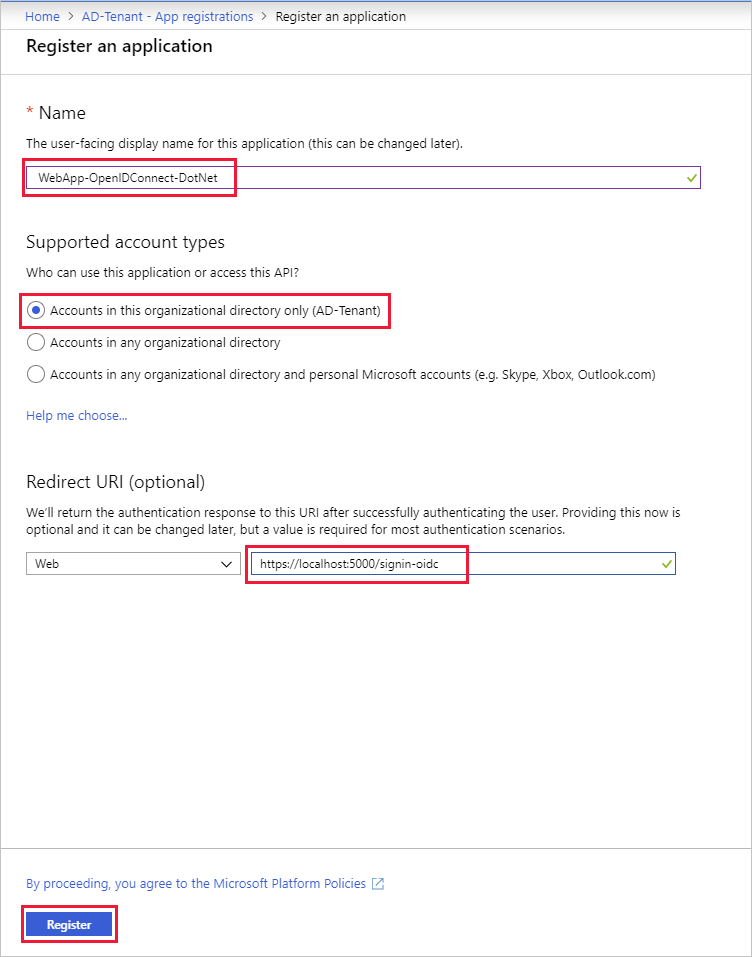 Home > AD-Tenant - App registrations > Register an application
Register an application
* Name
The user-facing display name for this application (this can be changed later).
WebApp-OpenIDConnect-DotNet
Supported account types
Who can use this application or access this API?
Accounts in this organizational directory only (AD-Tenant)
Accounts in any organizational directory
Accounts in any organizational directory and personal Microsoft accounts (e.g. Skype, Xbox, Outlook.com)
Help me choose...
Redirect URI (optional)
We'll return the authentication response to this URI after successfully authenticating the user. Providing this now is
optional and it can be changed later, but a value is required for most authentication scenarios.
Web https://localhost:5000/signin-oidc
By proceeding, you agree to the Microsoft Platform Policies
Register